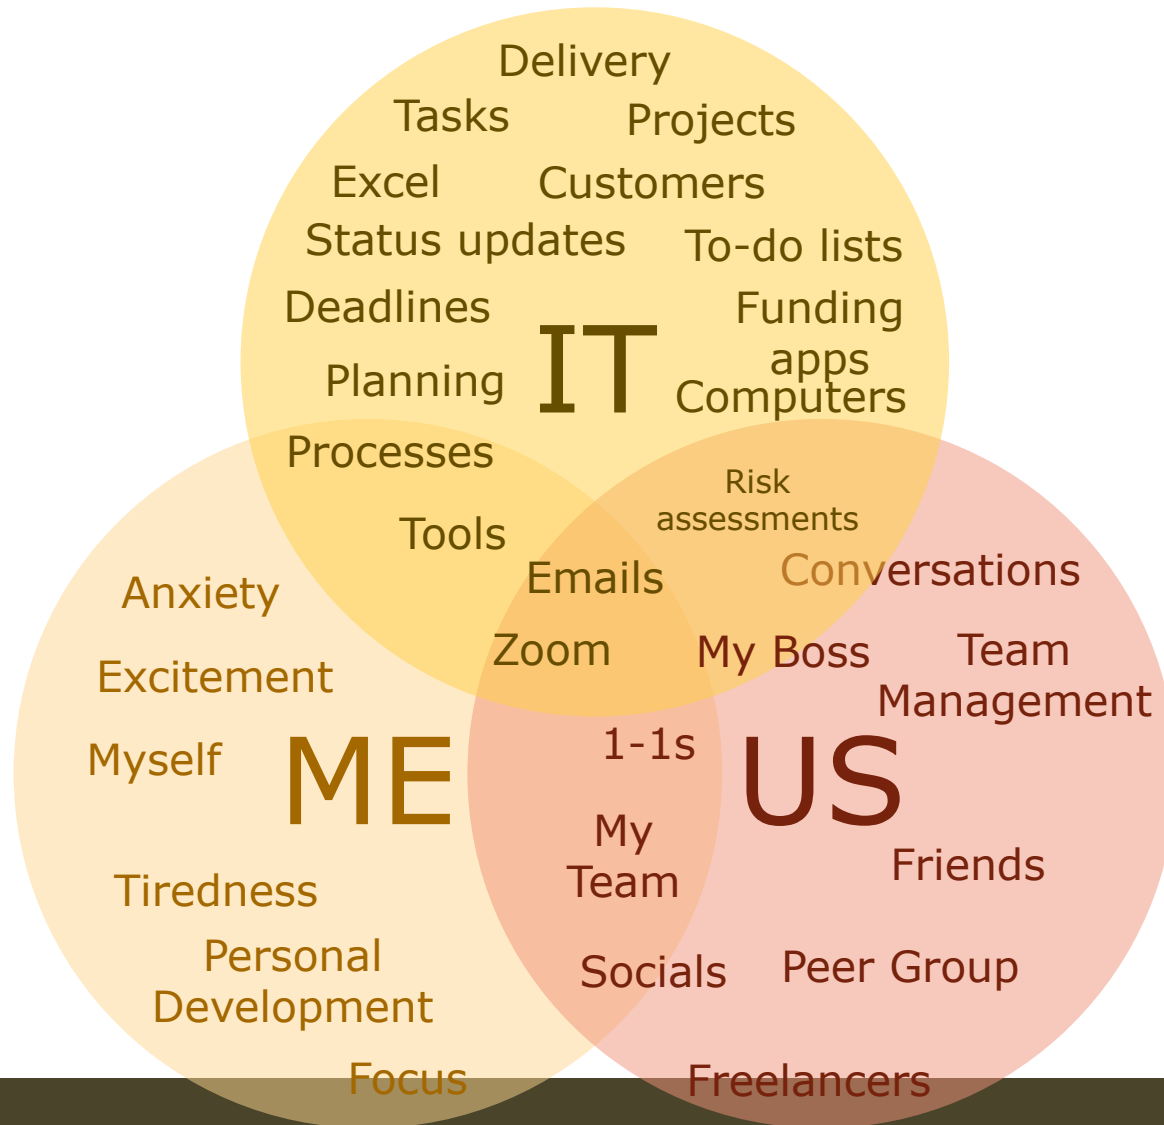 Delivery
Tasks
Projects
Excel
Customers
Status updates
To-do lists
Deadlines
Funding
apps
IT
Planning
Computers
Processes
Risk
assessments
Tools
Emails
Conversations
Anxiety
Zoom
My Boss
Team
Management
Excitement
1-1s
Myself
ME
US
My
Team
Friends
Tiredness
Personal
Development
Socials
Peer Group
Focus
Freelancers